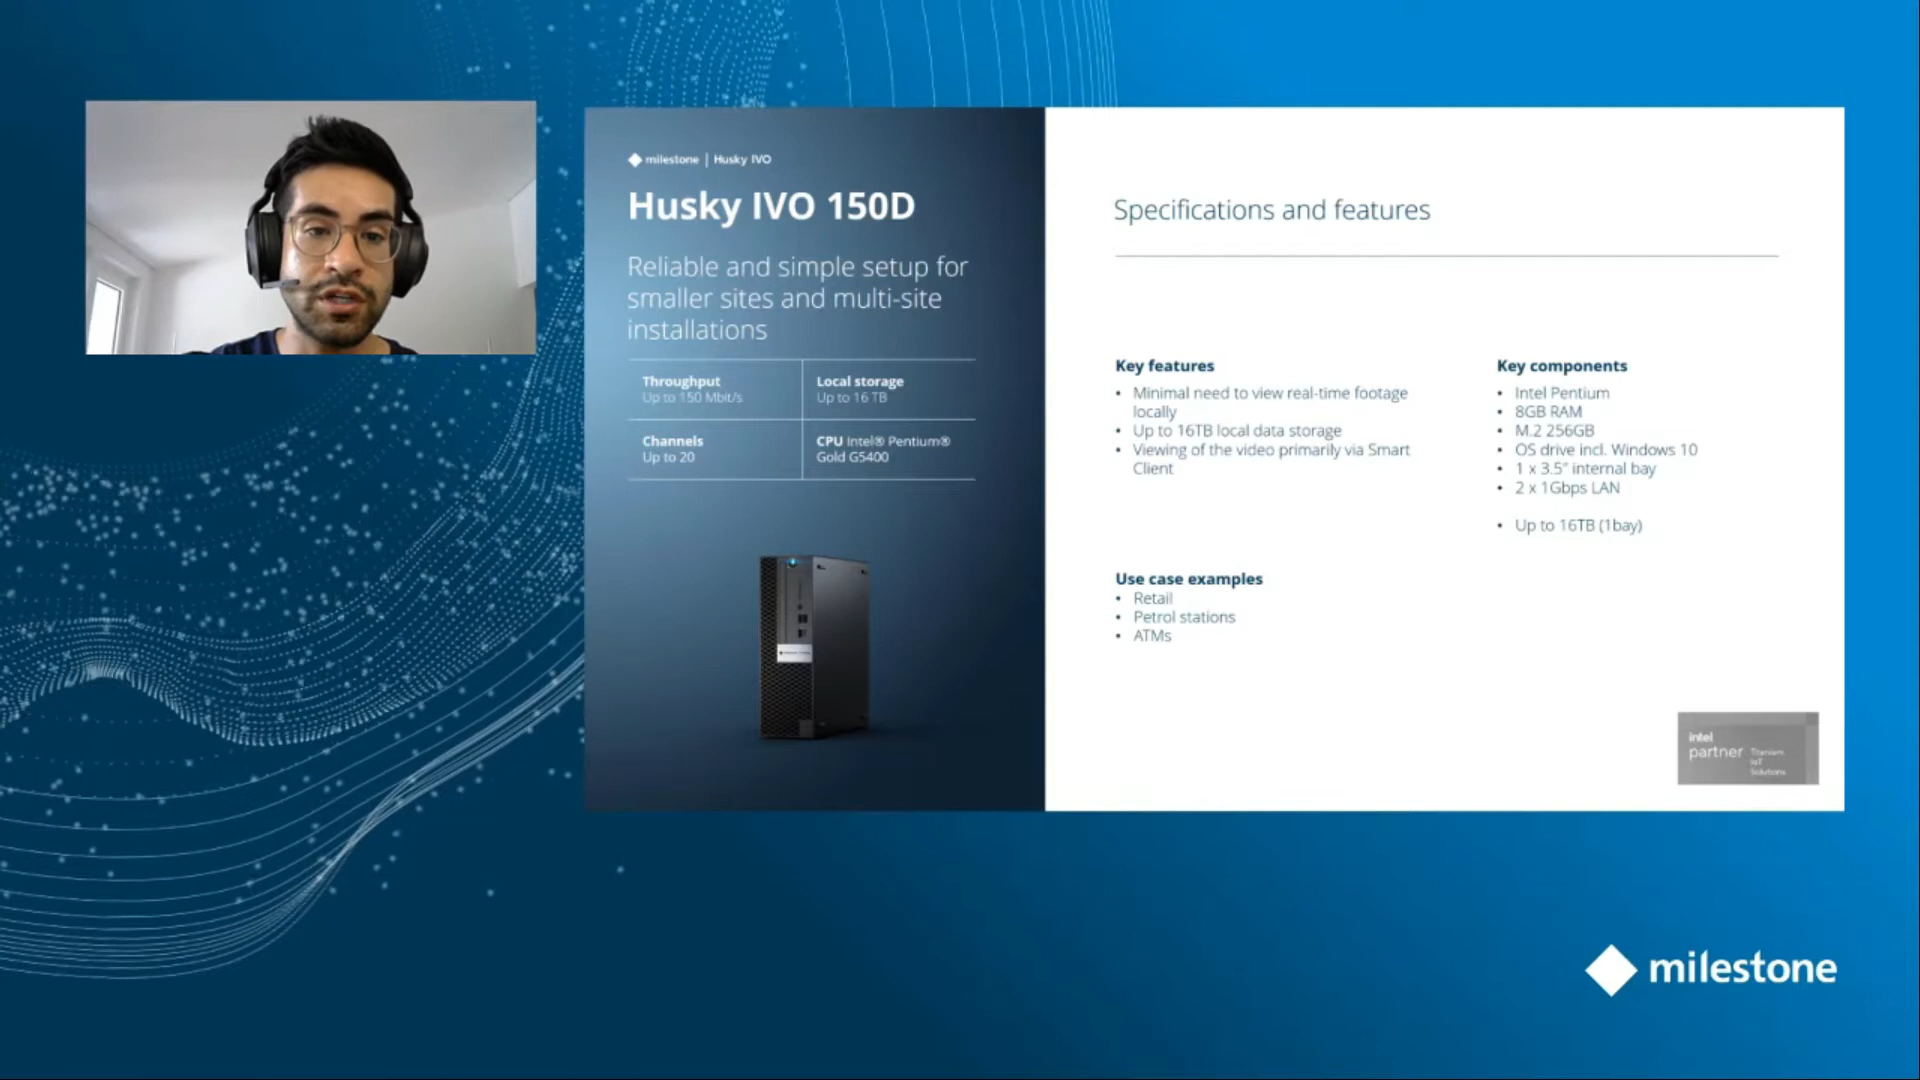 milestone | Husky IVO
Husky IVO 150D
Reliable and simple setup for
smaller sites and multi-site
installations
Throughput
Up to 150 Mbit/s
Local storage
Up to 16 TB
Channels
Up to 20
CPU Intel® Pentium®
Gold G5400
Specifications and features
Key features
• Minimal need to view real-time footage
locally
• Up to 16TB local data storage
• Viewing of the video primarily via Smart
Client
Key components
• Intel Pentium
• 8GB RAM
• M.2 256GB
• OS drive incl. Windows 10
• 1 x 3.5” internal bay
• 2 x 1Gbps LAN
• Up to 16TB (1bay)
Use case examples
• Retail
• Petrol stations
• ATMs
intel
partner
Titanium
IoT
Solutions
milestone